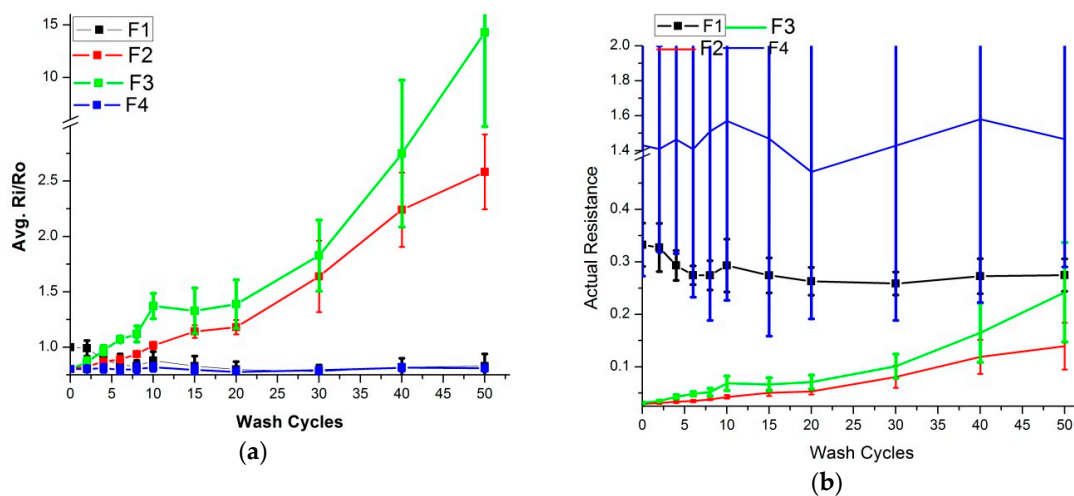 F1
F2
F3
F4
15
10
2.5
2.0
1.5
1.0
Avg. Ri/Ro
0 5 10 15 20 25 30 35 40 45 50
Wash Cycles
(a)
F1 F3
F2 F4
2.0
1.8
1.6
1.4
0.4
0.3
0.2
0.1
Actual Resistance
0 5 10 15 20 25 30 35 40 45 50
Wash Cycles
(b)